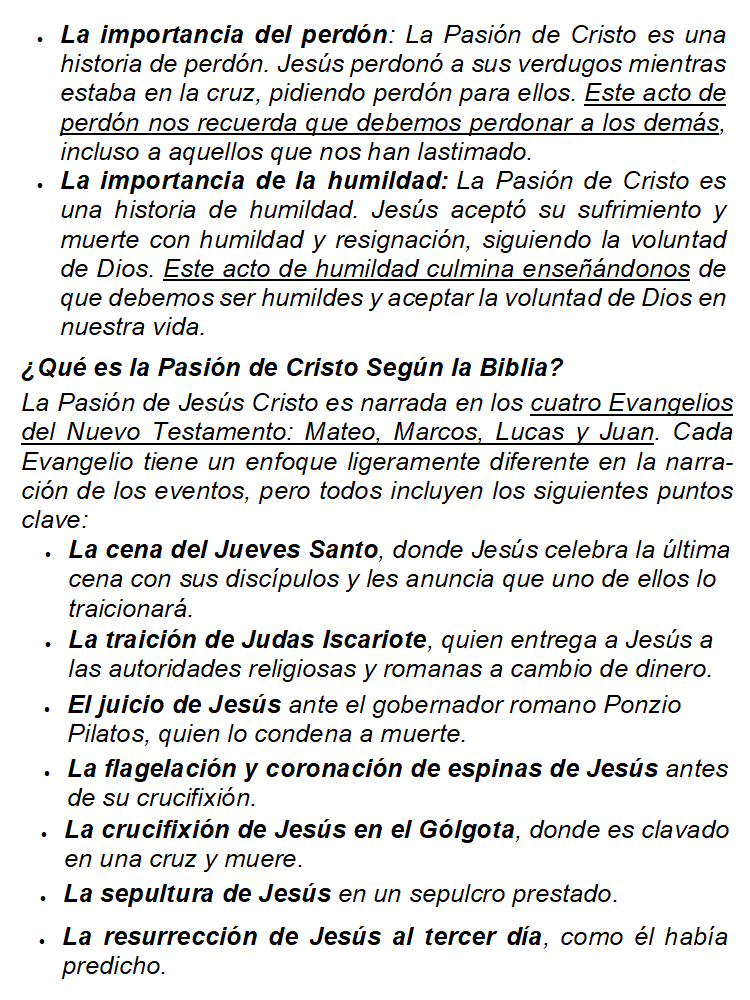 • La importancia del perdón: La Pasión de Cristo es una
historia de perdón. Jesús perdonó a sus verdugos mientras
estaba en la cruz, pidiendo perdón para ellos. Este acto de
perdón nos recuerda que debemos perdonar a los demás,
incluso a aquellos que nos han lastimado.
• La importancia de la humildad: La Pasión de Cristo es
una historia de humildad. Jesús aceptó su sufrimiento y
muerte con humildad y resignación, siguiendo la voluntad
de Dios. Este acto de humildad culmina enseñándonos de
que debemos ser humildes y aceptar la voluntad de Dios en
nuestra vida.
¿Qué es la Pasión de Cristo Según la Biblia?
La Pasión de Jesús Cristo es narrada en los cuatro Evangelios
del Nuevo Testamento: Mateo, Marcos, Lucas y Juan. Cada
Evangelio tiene un enfoque ligeramente diferente en la narra-
ción de los eventos, pero todos incluyen los siguientes puntos
clave:
• La cena del Jueves Santo, donde Jesús celebra la última
cena con sus discípulos y les anuncia que uno de ellos lo
traicionará.
• La traición de Judas Iscariote, quien entrega a Jesús a
las autoridades religiosas y romanas a cambio de dinero.
• El juicio de Jesús ante el gobernador romano Ponzio
Pilatos, quien lo condena a muerte.
• La flagelación y coronación de espinas de Jesús antes
de su crucifixión.
• La crucifixión de Jesús en el Gólgota, donde es clavado
en una cruz y muere.
• La sepultura de Jesús en un sepulcro prestado.
• La resurrección de Jesús al tercer día, como él había
predicho.